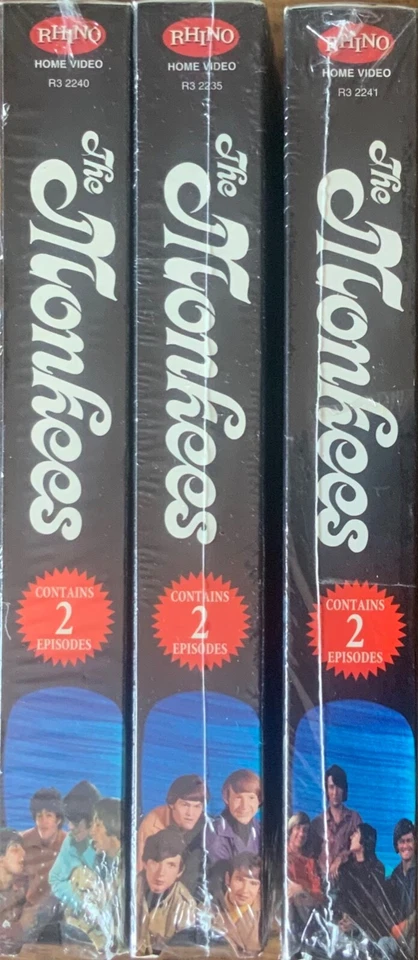 RHINO
HOME VIDEO
R3 2240
The Monkees
CONTAINS
2
EPISODES
RHINO
HOME VIDEO
R3 2235
The Monkees
CONTAINS
2
EPISODES
RHINO
HOME VIDEO
R3 2241
The Monkees
CONTAINS
2
EPISODES